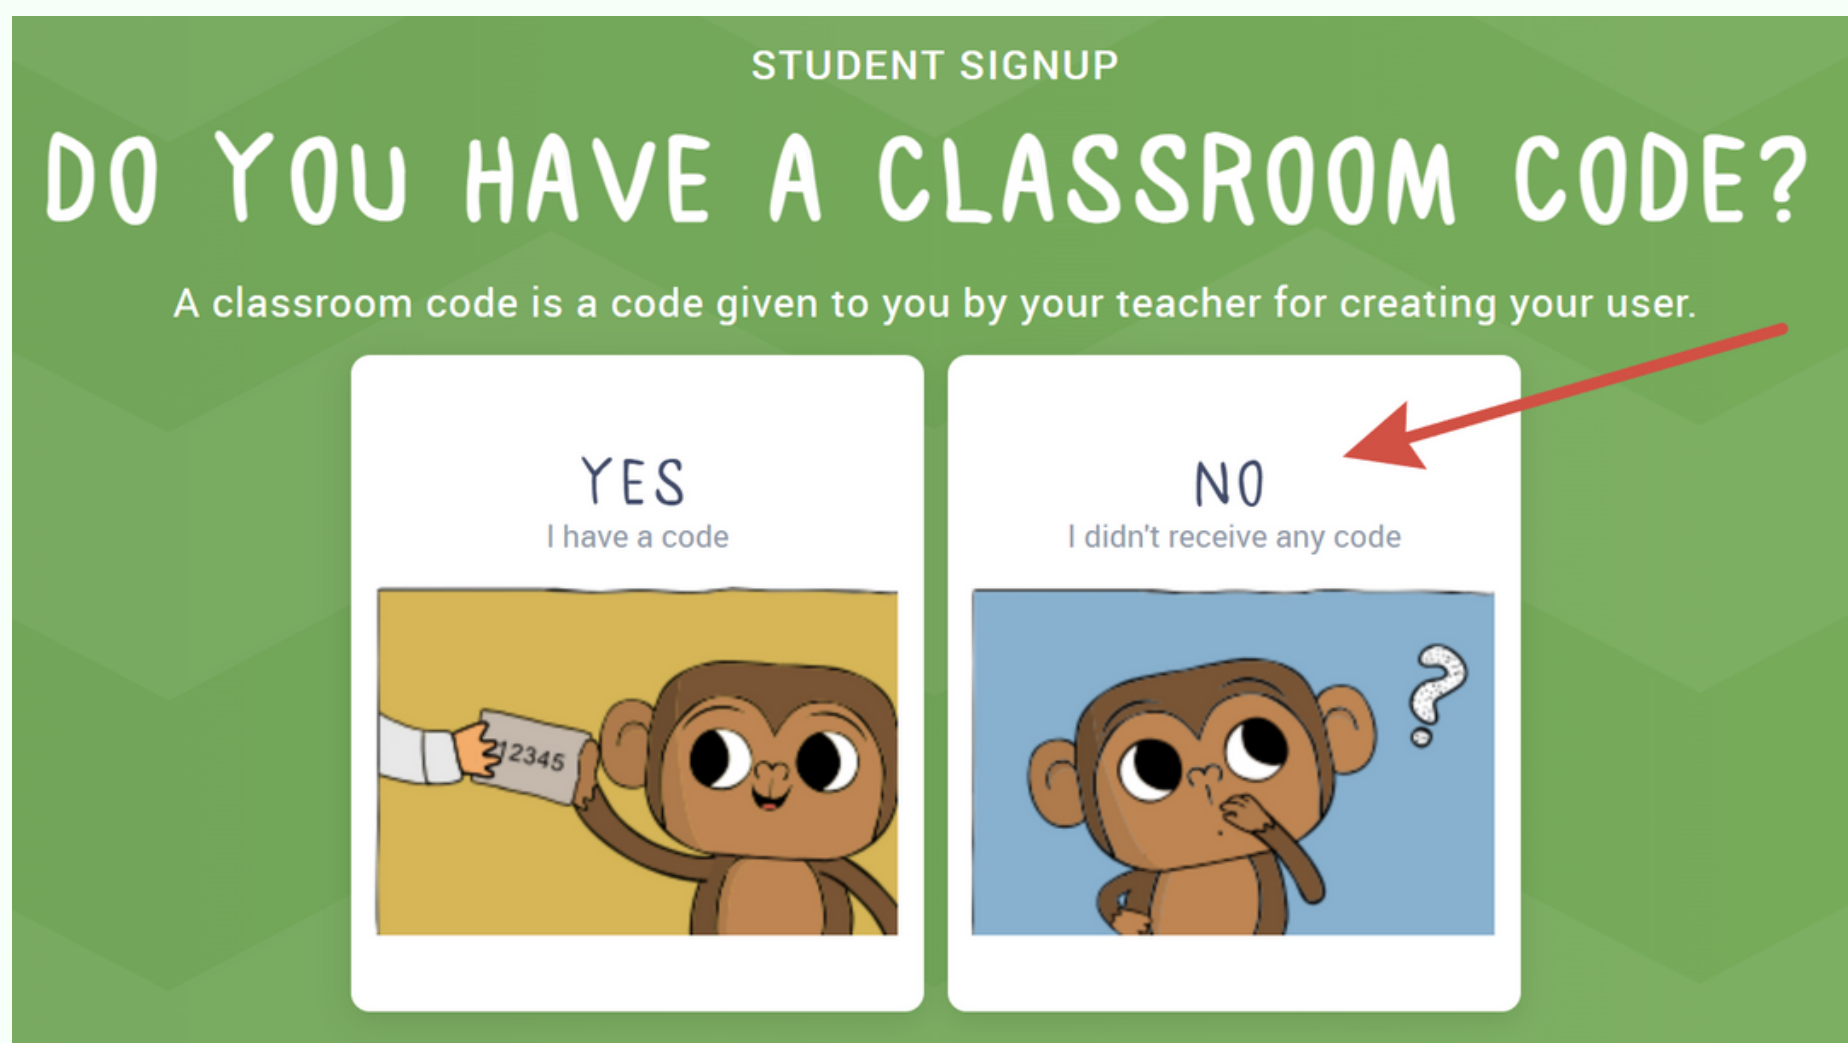 STUDENT SIGNUP
DO YOU HAVE A CLASSROOM CODE?
A classroom code is a code given to you by your teacher for creating your user.
YES
I have a code
NO
I didn't receive any code
12345
?